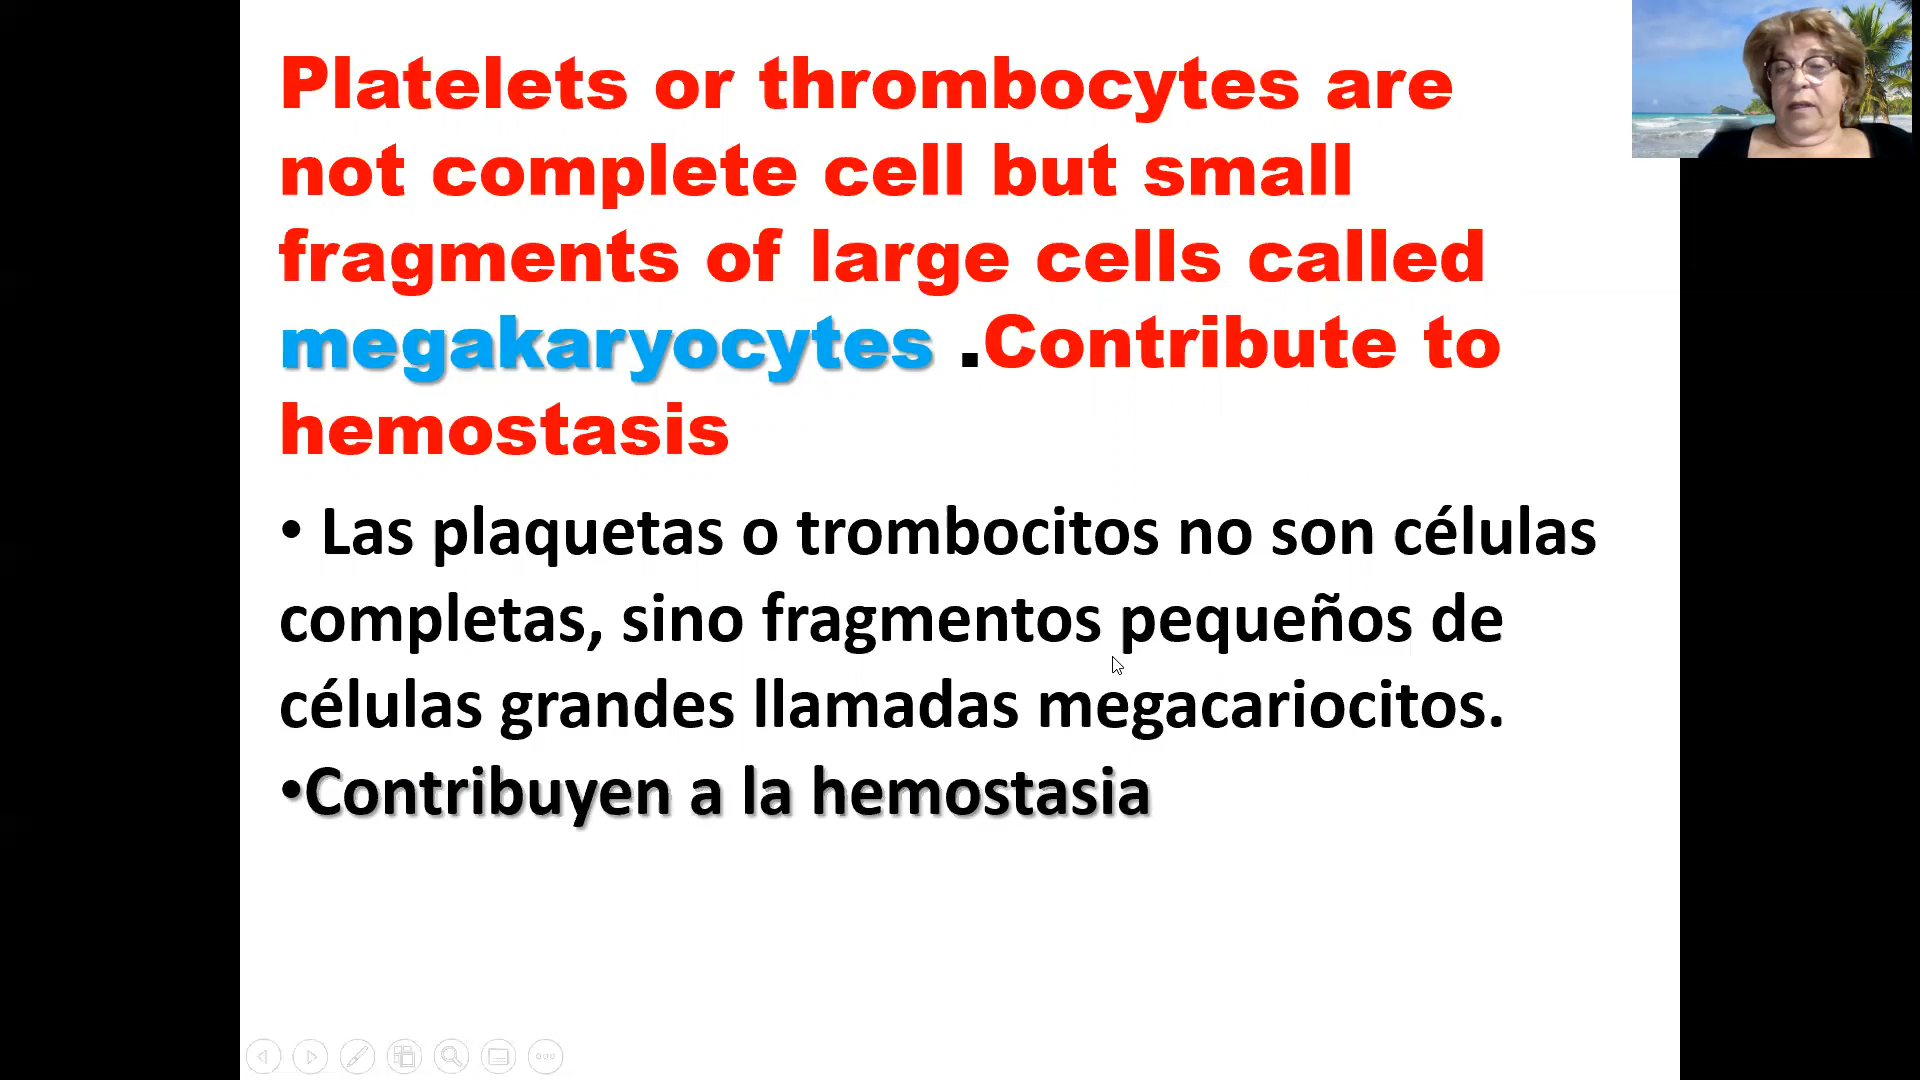 Platelets or thrombocytes are
not complete cell but small
fragments of large cells called
megakaryocytes .Contribute to
hemostasis
• Las plaquetas o trombocitos no son células
completas, sino fragmentos pequeños de
células grandes llamadas megacariocitos.
•Contribuyen a la hemostasia